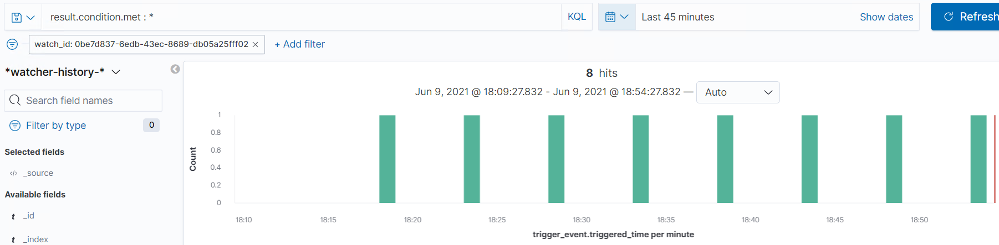 result.condition.met : *
KQL
Last 45 minutes
Show dates
Refresh
watch_id: 0be7d837-6edb-43ec-8689-db05a25fff02 ×
+ Add filter
*watcher-history-*
Search field names
Filter by type 0
Selected fields
</> _source
Available fields
t _id
t _index
8 hits
Jun 9, 2021 @ 18:09:27.832 - Jun 9, 2021 @ 18:54:27.832 — Auto
Count
1
0.8
0.6
0.4
0.2
0
18:10 18:15 18:20 18:25 18:30 18:35 18:40 18:45 18:50
trigger_event.triggered_time per minute